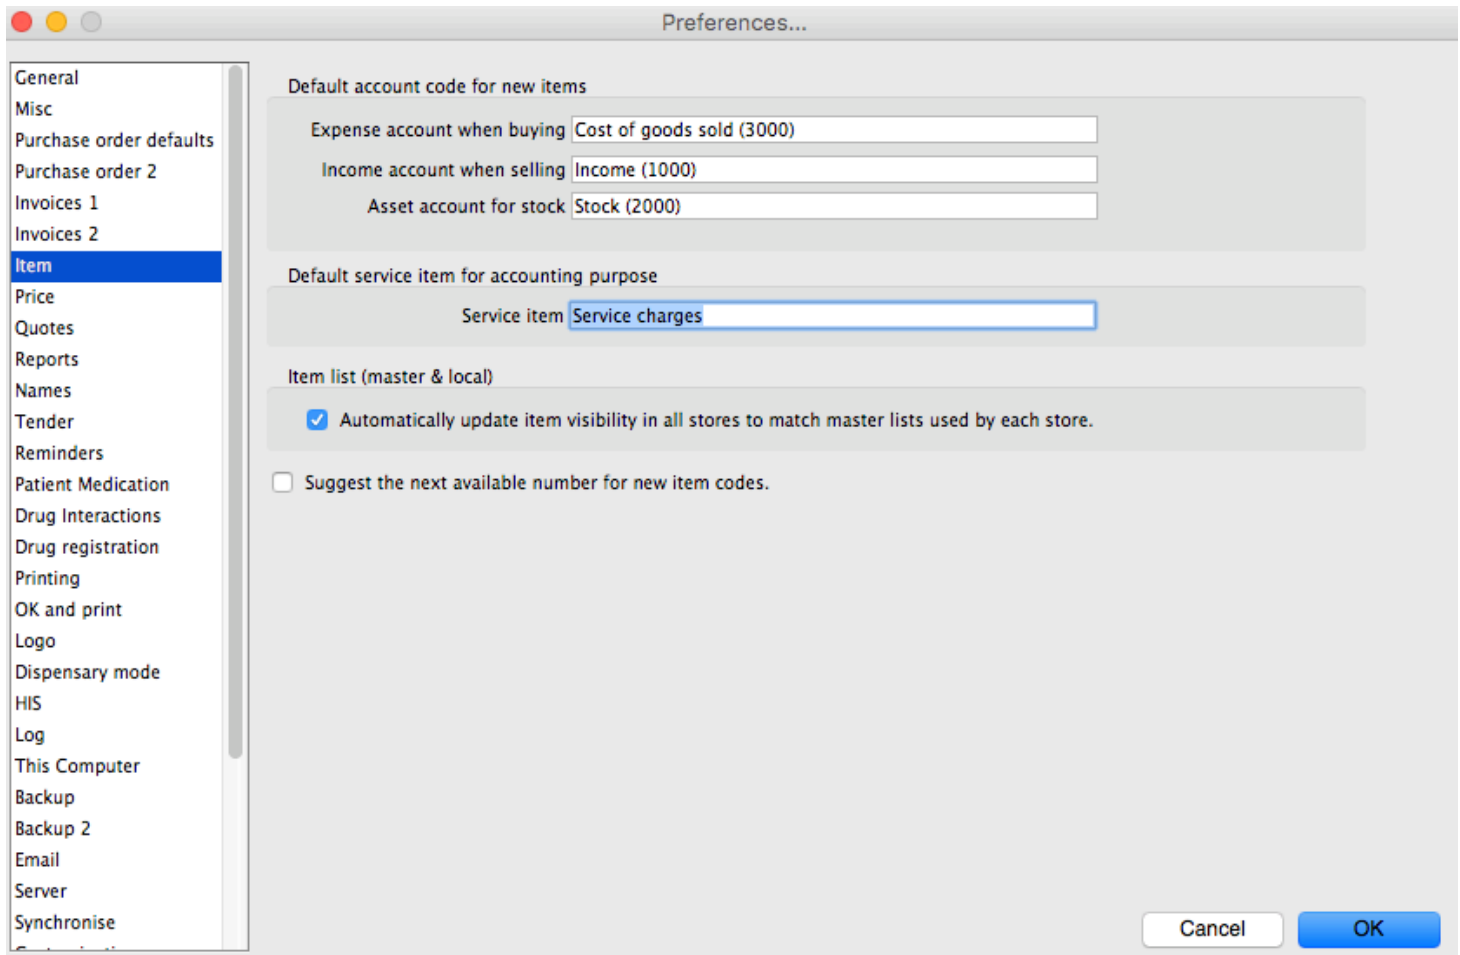 Preferences...
General
Misc
Purchase order defaults
Purchase order 2
Invoices 1
Invoices 2
Item
Price
Quotes
Reports
Names
Tender
Reminders
Patient Medication
Drug Interactions
Drug registration
Printing
OK and print
Logo
Dispensary mode
HIS
Log
This Computer
Backup
Backup 2
Email
Server
Synchronise
Default account code for new items
Expense account when buying Cost of goods sold (3000)
Income account when selling Income (1000)
Asset account for stock Stock (2000)
Default service item for accounting purpose
Service item Service charges
Item list (master & local)
Automatically update item visibility in all stores to match master lists used by each store.
Suggest the next available number for new item codes.
Cancel OK